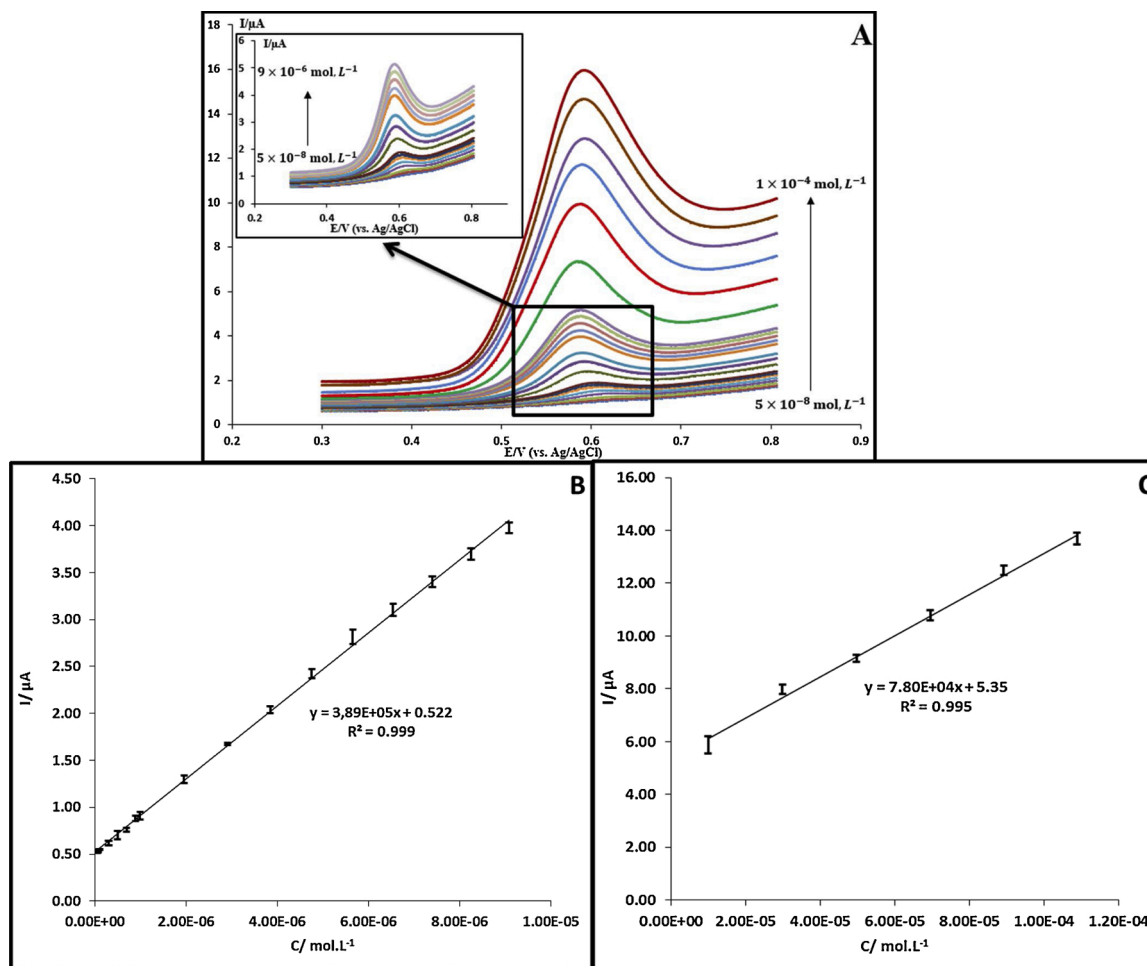 I/µA
A
18
16
14
12
10
8
6
4
2
0
0.2 0.3 0.4 0.5 0.6 0.7 0.8 0.9
E/V (vs. Ag/AgCl)
1 × 10⁻⁴ mol, L⁻¹
5 × 10⁻⁸ mol, L⁻¹
I/µA
6
5
4
3
2
1
0
9 × 10⁻⁶ mol, L⁻¹
5 × 10⁻⁸ mol, L⁻¹
0.2 0.4 0.6 0.8
E/V (vs. Ag/AgCl)
B
4.50
4.00
3.50
3.00
2.50
2.00
1.50
1.00
0.50
0.00
I/ µA
y = 3,89E+05x + 0.522
R² = 0.999
0.00E+00 2.00E-06 4.00E-06 6.00E-06 8.00E-06 1.00E-05
C/ mol.L⁻¹
C
16.00
14.00
12.00
10.00
8.00
6.00
4.00
2.00
0.00
I/ µA
y = 7.80E+04x + 5.35
R² = 0.995
0.00E+00 2.00E-05 4.00E-05 6.00E-05 8.00E-05 1.00E-04 1.20E-04
C/ mol.L⁻¹